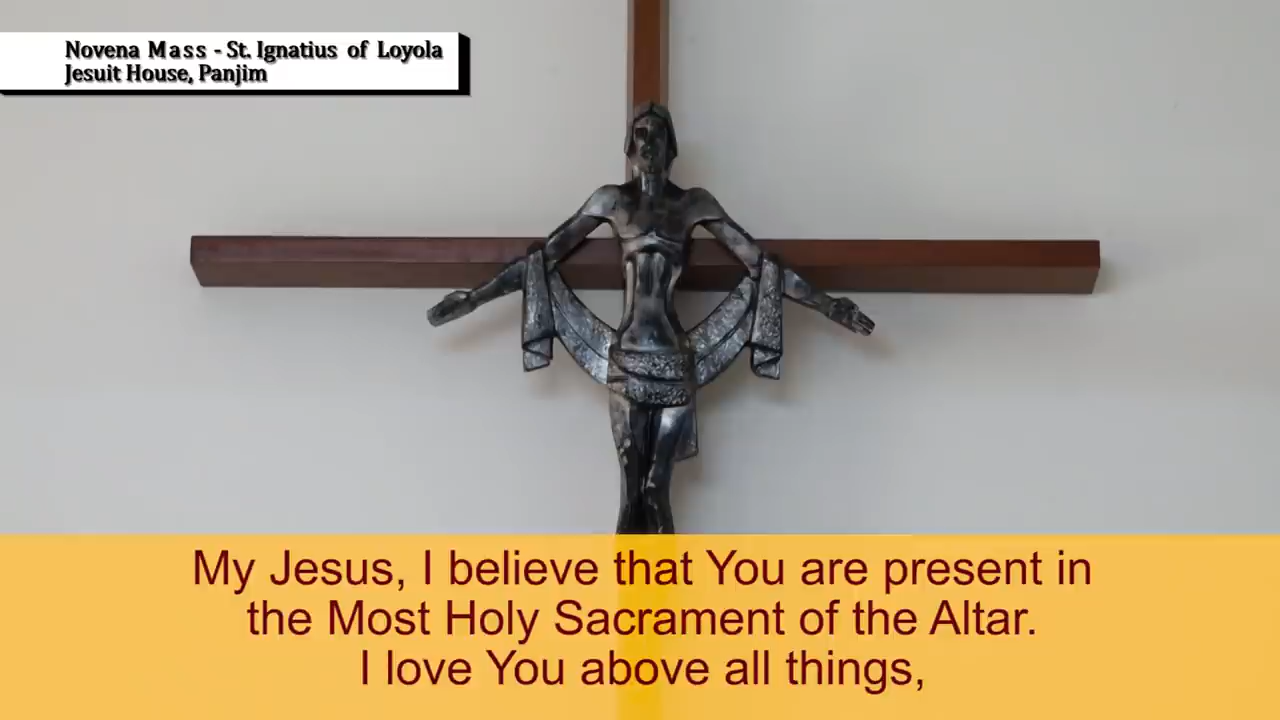 Novena Mass - St. Ignatius of Loyola
Jesuit House, Panjim
My Jesus, I believe that You are present in
the Most Holy Sacrament of the Altar.
I love You above all things,